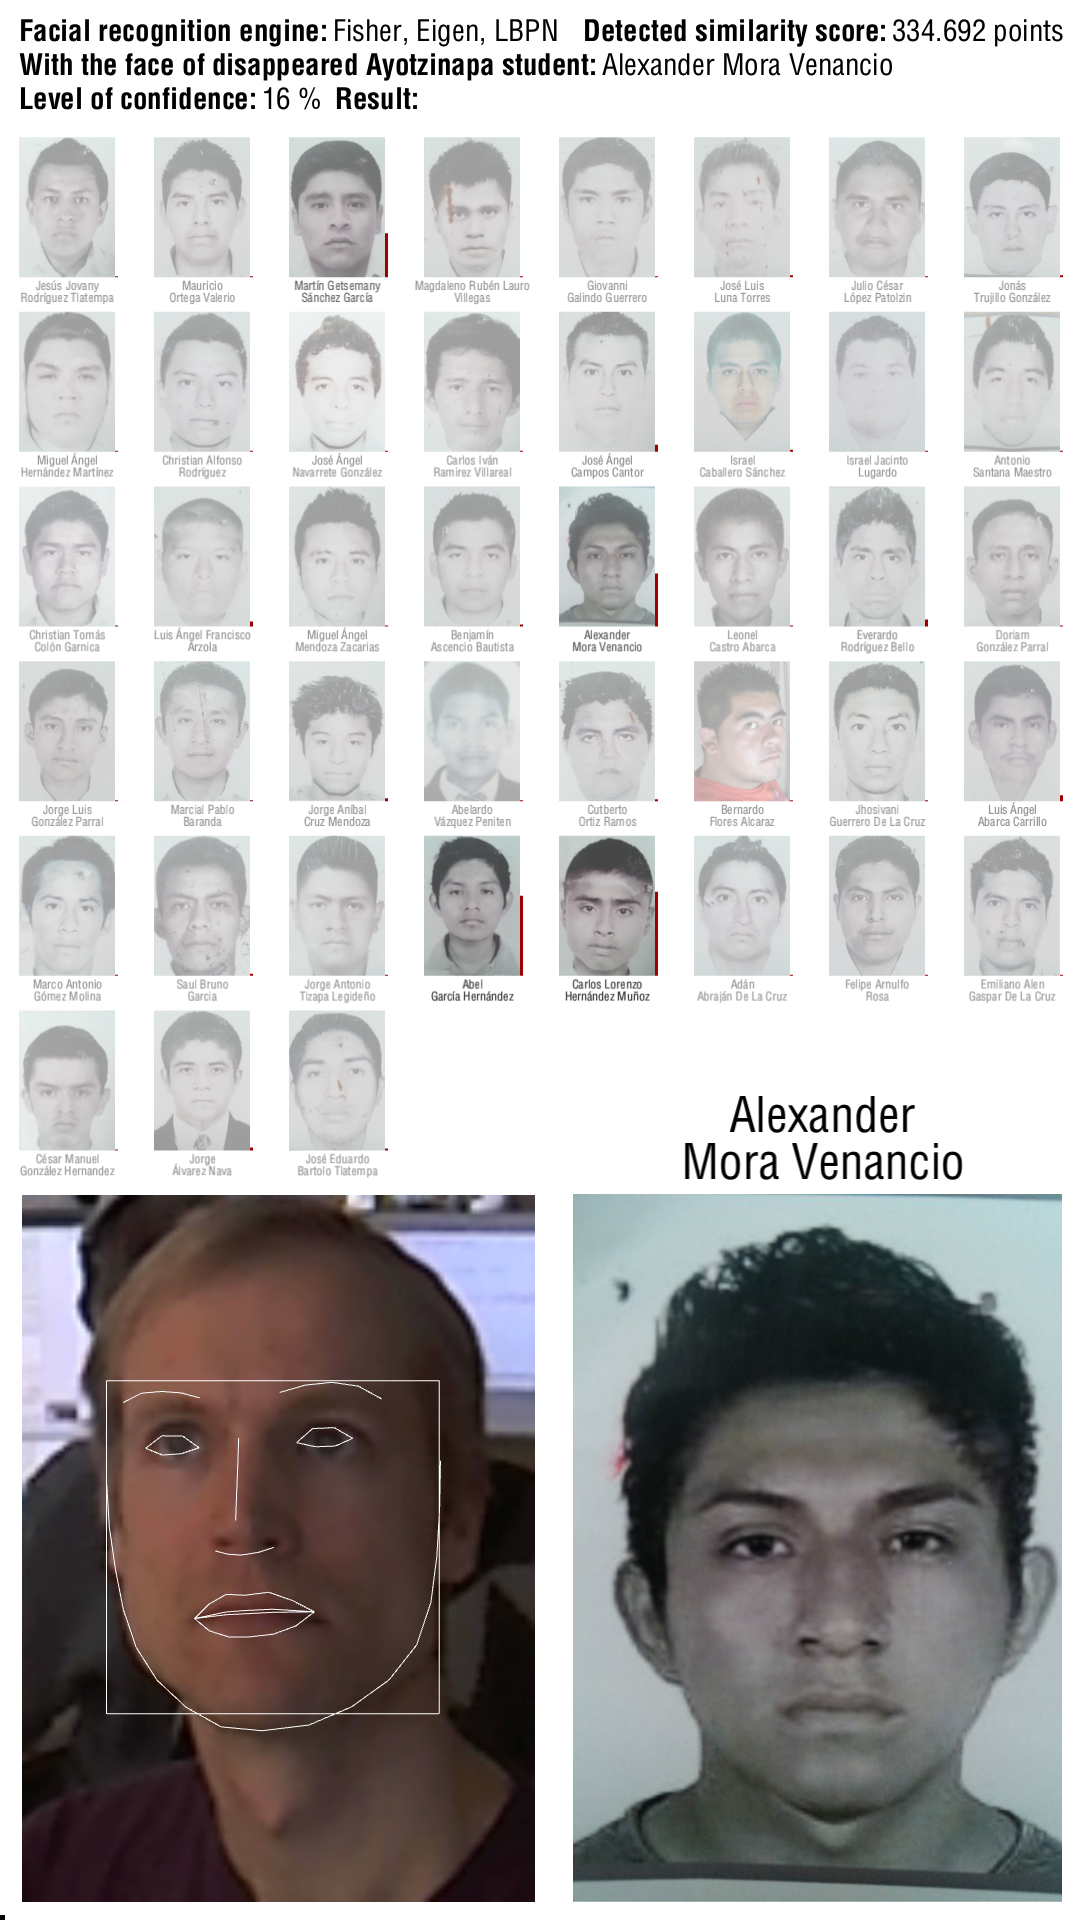 Facial recognition engine: Fisher, Eigen, LBPN Detected similarity score: 334.692 points
With the face of disappeared Ayotzinapa student: Alexander Mora Venancio
Level of confidence: 16 % Result:
Jesús Jovany
Rodríguez Tlatempa
Mauricio
Ortega Valerio
Martín Getsemany
Sánchez García
Magdaleno Rubén Lauro
Villegas
Giovanni
Galindo Guerrero
José Luis
Luna Torres
Julio César
López Patolzin
Jonás
Trujillo González
Miguel Ángel
Hernández Martínez
Christian Alfonso
Rodríguez
José Ángel
Navarrete González
Carlos Iván
Ramírez Villareal
José Ángel
Campos Cantor
Israel
Caballero Sánchez
Israel Jacinto
Lugardo
Antonio
Santana Maestro
Christian Tomás
Colón Garnica
Luis Ángel Francisco
Arzola
Miguel Ángel
Mendoza Zacarias
Benjamín
Ascencio Bautista
Alexander
Mora Venancio
Leonel
Castro Abarca
Everardo
Rodríguez Bello
Doriam
González Parral
Jorge Luis
González Parral
Marcial Pablo
Baranda
Jorge Aníbal
Cruz Mendoza
Abelardo
Vázquez Peniten
Cutberto
Ortiz Ramos
Bernardo
Flores Alcaraz
Jhosivani
Guerrero De La Cruz
Luis Ángel
Abarca Carrillo
Marco Antonio
Gómez Molina
Saul Bruno
Garcia
Jorge Antonio
Tizapa Legideño
Abel
García Hernández
Carlos Lorenzo
Hernández Muñoz
Adán
Abraján De La Cruz
Felipe Arnulfo
Rosa
Emiliano Alen
Gaspar De La Cruz
César Manuel
González Hernandez
Jorge
Álvarez Nava
José Eduardo
Bartolo Tlatempa
Alexander
Mora Venancio